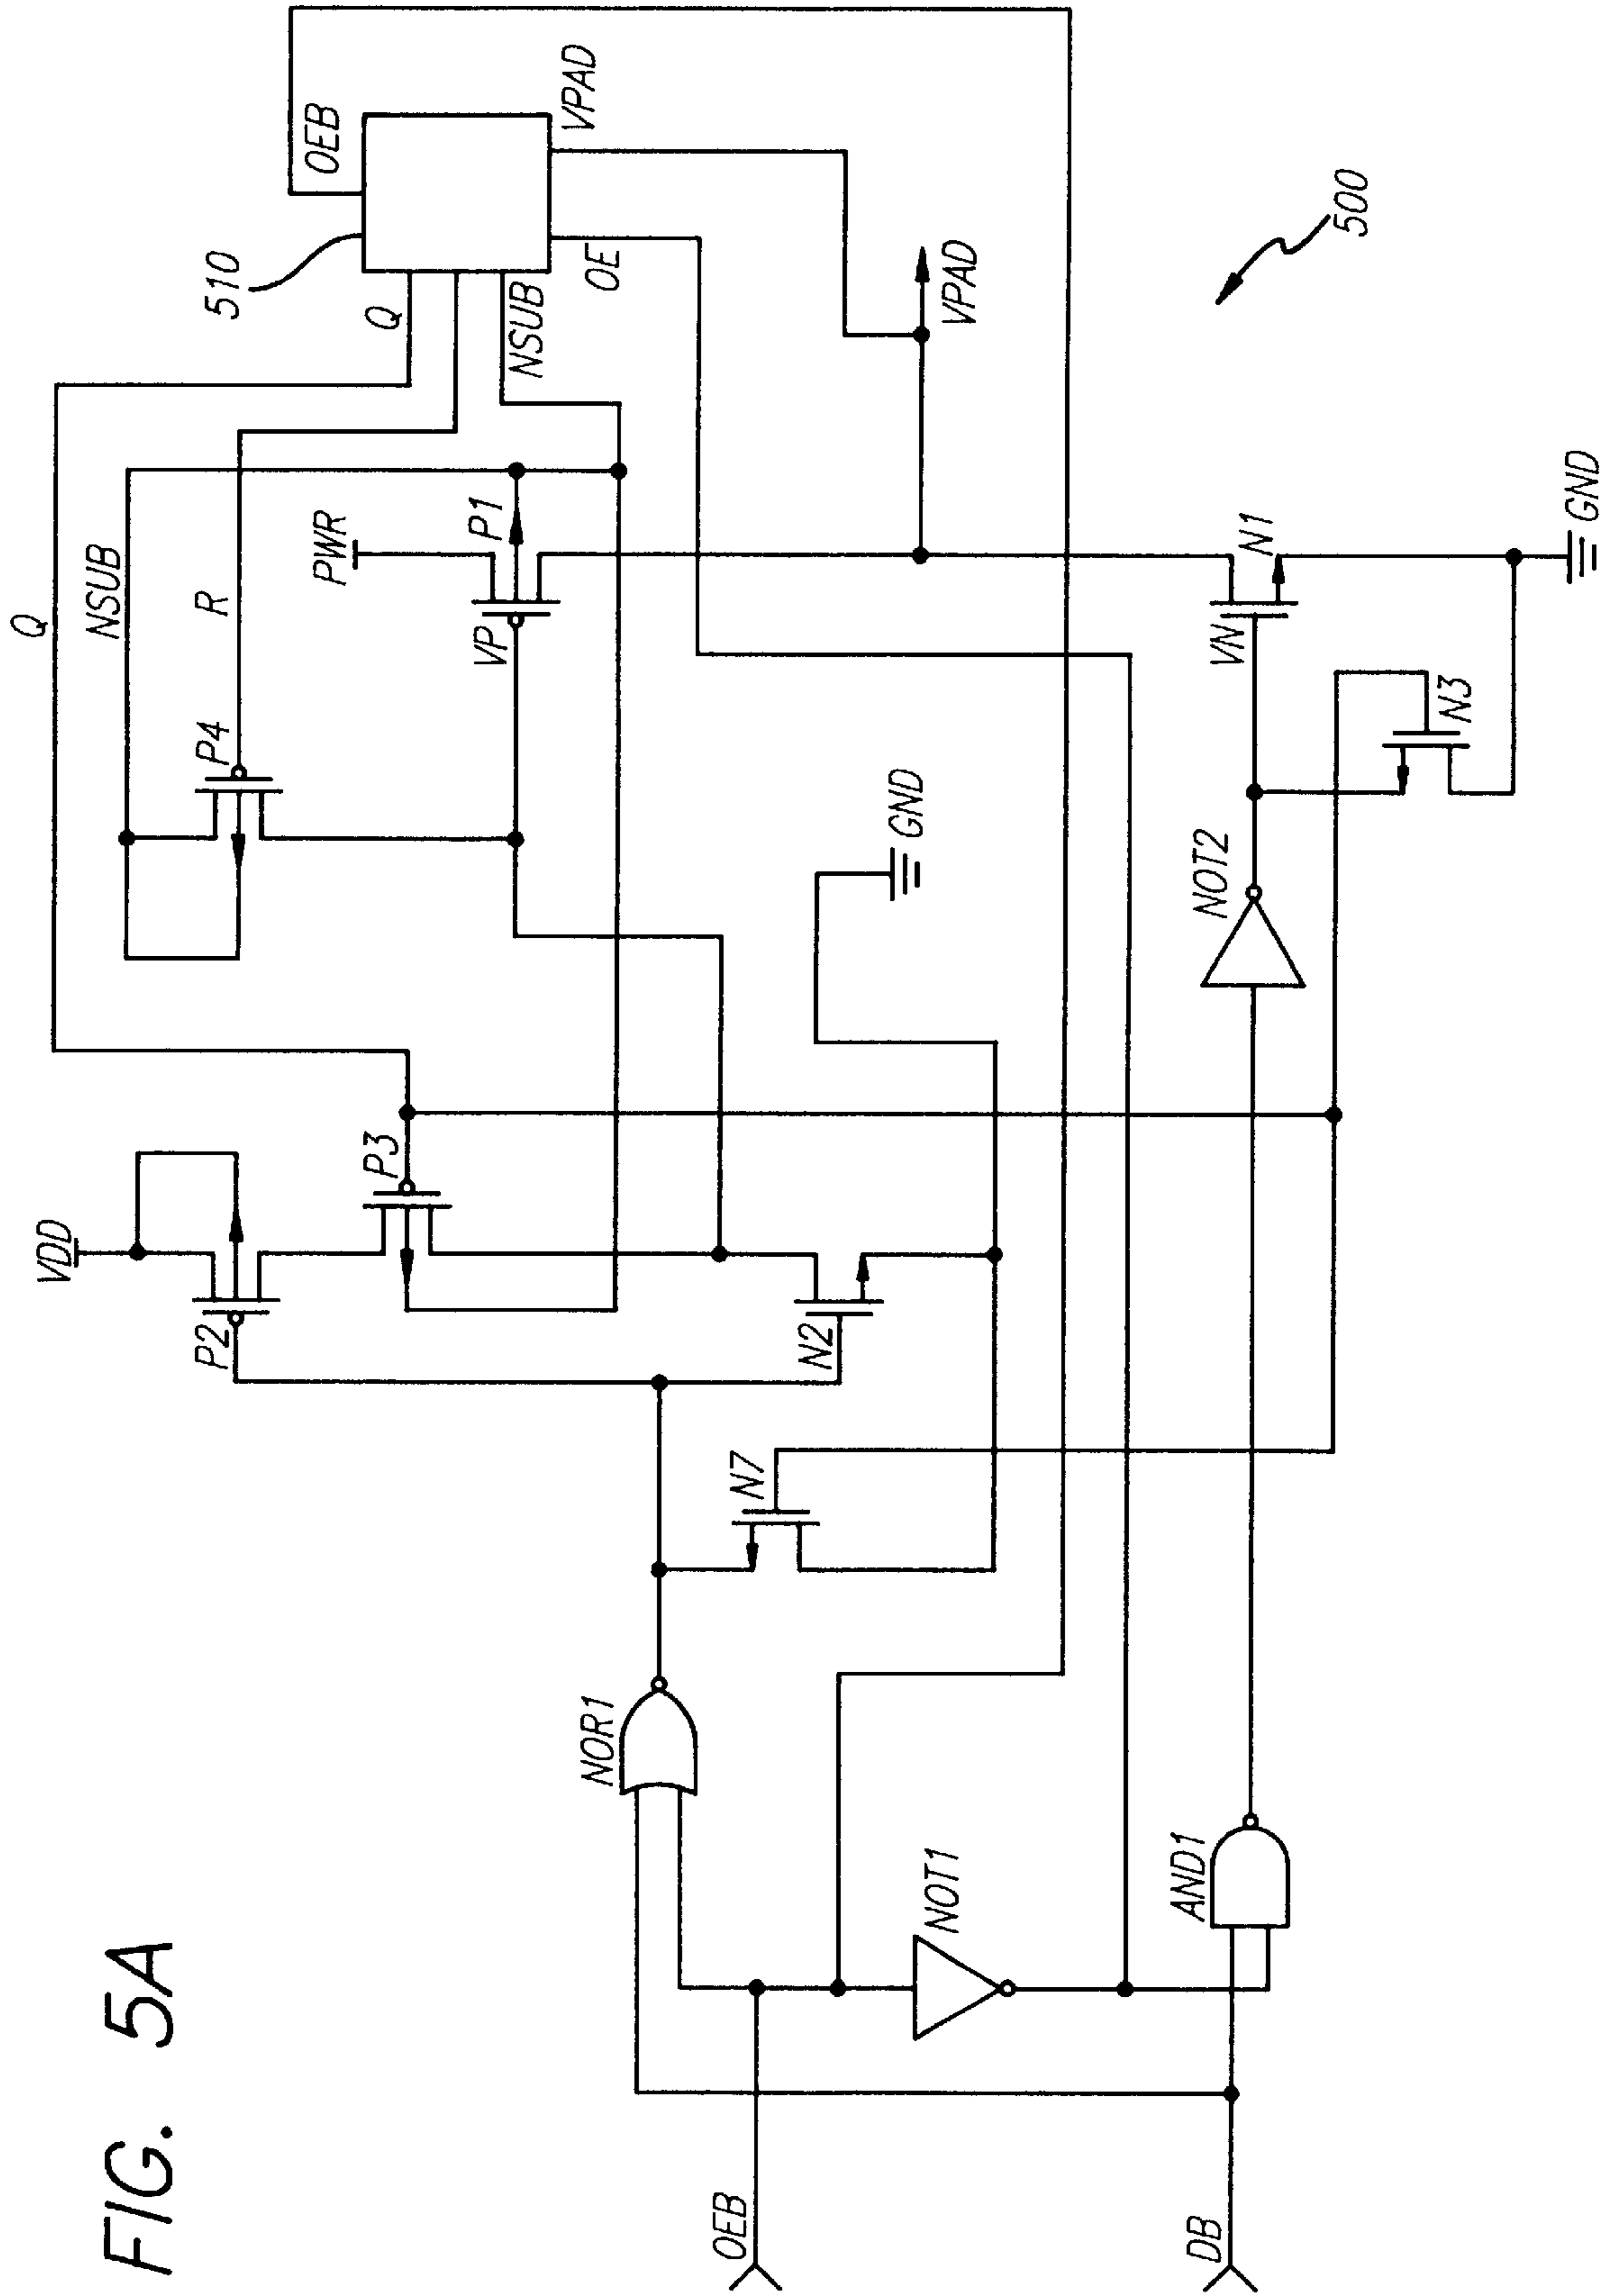 FIG. 5A
Q
NSUB
R
VDD
P4
PWR
510
OEB
Q
P2
P3
VP
P1
NSUB
OE
VPAD
NOR1
N7
N2
GND
VPAD
NOT1
OEB
500
AND1
NOT2
VN
N1
N3
DB
GND